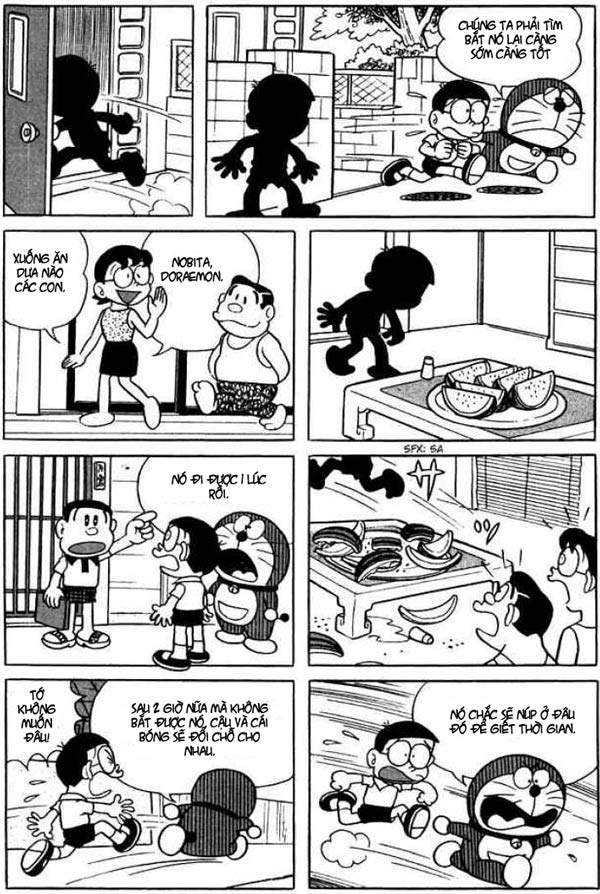 CHÚNG TA PHẢI TÌM
BẮT NÓ LẠI CÀNG
SỚM CÀNG TỐT
NOBITA,
DORAEMON.
XUỐNG ĂN
DƯA NÀO
CÁC CON.
SFX: SA
サ
NÓ ĐI ĐƯỢC 1 LÚC
RỒI.
NÓ CHẮC SẼ NÚP Ở ĐÂU
ĐÓ ĐỂ GIẾT THỜI GIAN.
SAU 2 GIỜ NỮA MÀ KHÔNG
BẮT ĐƯỢC NÓ, CẬU VÀ CÁI
BÓNG SẼ ĐỔI CHỖ CHO
NHAU.
TỚ
KHÔNG
MUỐN
ĐÂU!